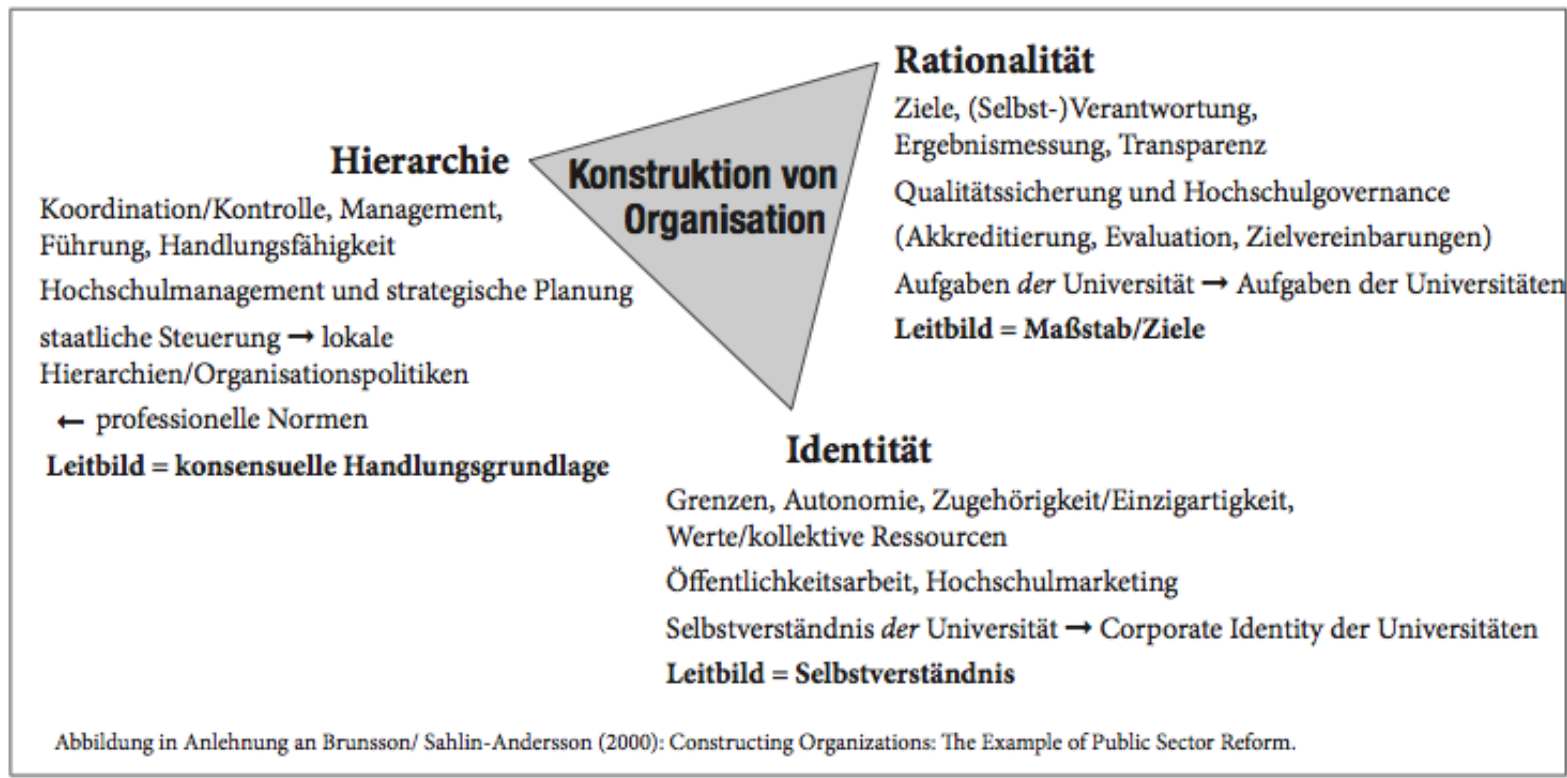 Rationalität
Ziele, (Selbst-)Verantwortung,
Ergebnismessung, Transparenz
Qualitätssicherung und Hochschulgovernance
(Akkreditierung, Evaluation, Zielvereinbarungen)
Aufgaben der Universität → Aufgaben der Universitäten
Leitbild = Maßstab/Ziele
Hierarchie
Koordination/Kontrolle, Management,
Führung, Handlungsfähigkeit
Hochschulmanagement und strategische Planung
staatliche Steuerung → lokale
Hierarchien/Organisationspolitiken
← professionelle Normen
Leitbild = konsensuelle Handlungsgrundlage
Konstruktion von
Organisation
Identität
Grenzen, Autonomie, Zugehörigkeit/Einzigartigkeit,
Werte/kollektive Ressourcen
Öffentlichkeitsarbeit, Hochschulmarketing
Selbstverständnis der Universität → Corporate Identity der Universitäten
Leitbild = Selbstverständnis
Abbildung in Anlehnung an Brunsson/ Sahlin-Andersson (2000): Constructing Organizations: The Example of Public Sector Reform.